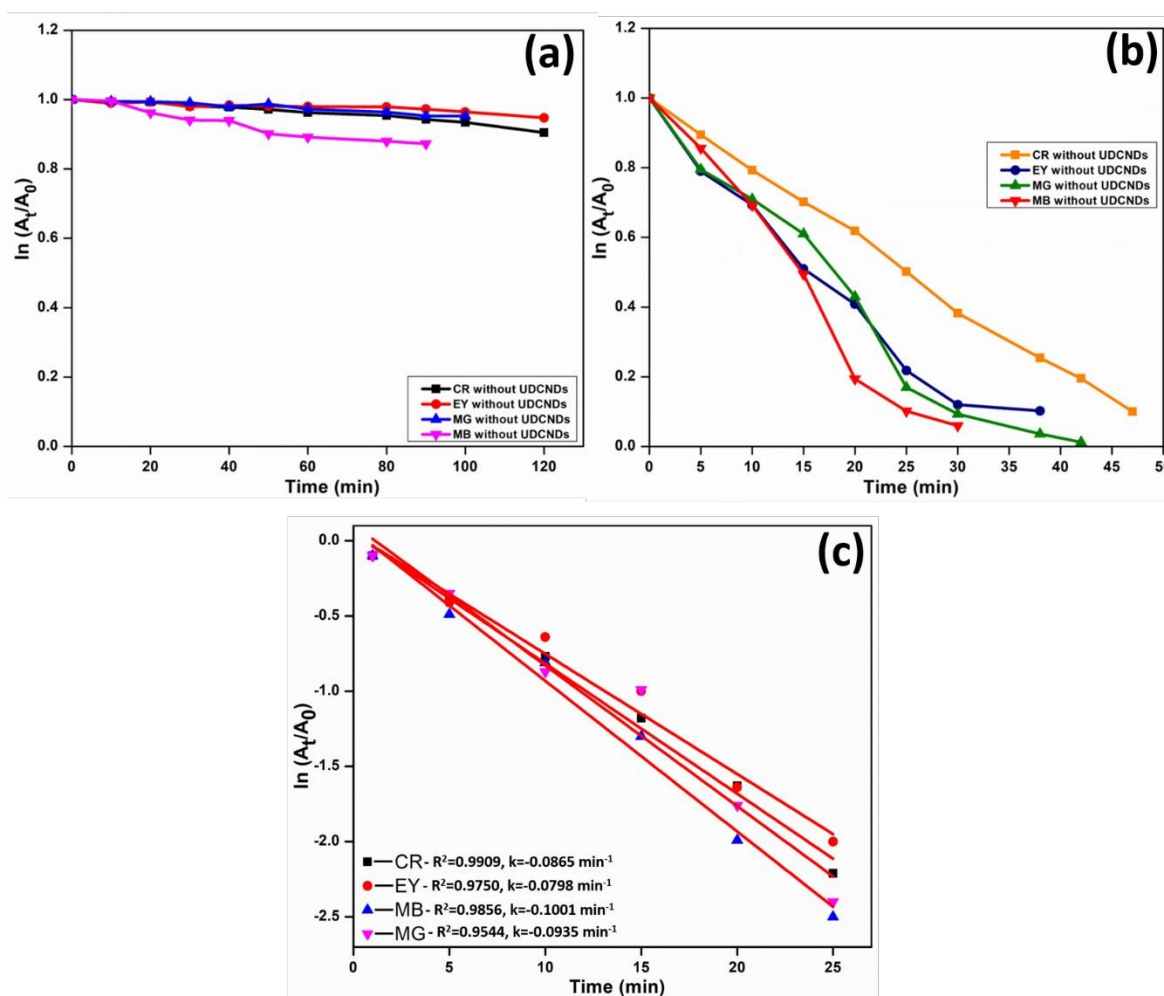 (a)
ln (At/A0)
1.2
1.0
0.8
0.6
0.4
0.2
0.0
CR without UDCNDs
EY without UDCNDs
MG without UDCNDs
MB without UDCNDs
0 20 40 60 80 100 120
Time (min)
(b)
ln (At/A0)
1.2
1.0
0.8
0.6
0.4
0.2
0.0
CR without UDCNDs
EY without UDCNDs
MG without UDCNDs
MB without UDCNDs
0 5 10 15 20 25 30 35 40 45 50
Time (min)
(c)
ln (At/A0)
0.0
-0.5
-1.0
-1.5
-2.0
-2.5
CR- R²=0.9909, k=-0.0865 min⁻¹
EY- R²=0.9750, k=-0.0798 min⁻¹
MB- R²=0.9856, k=-0.1001 min⁻¹
MG- R²=0.9544, k=-0.0935 min⁻¹
0 5 10 15 20 25
Time (min)